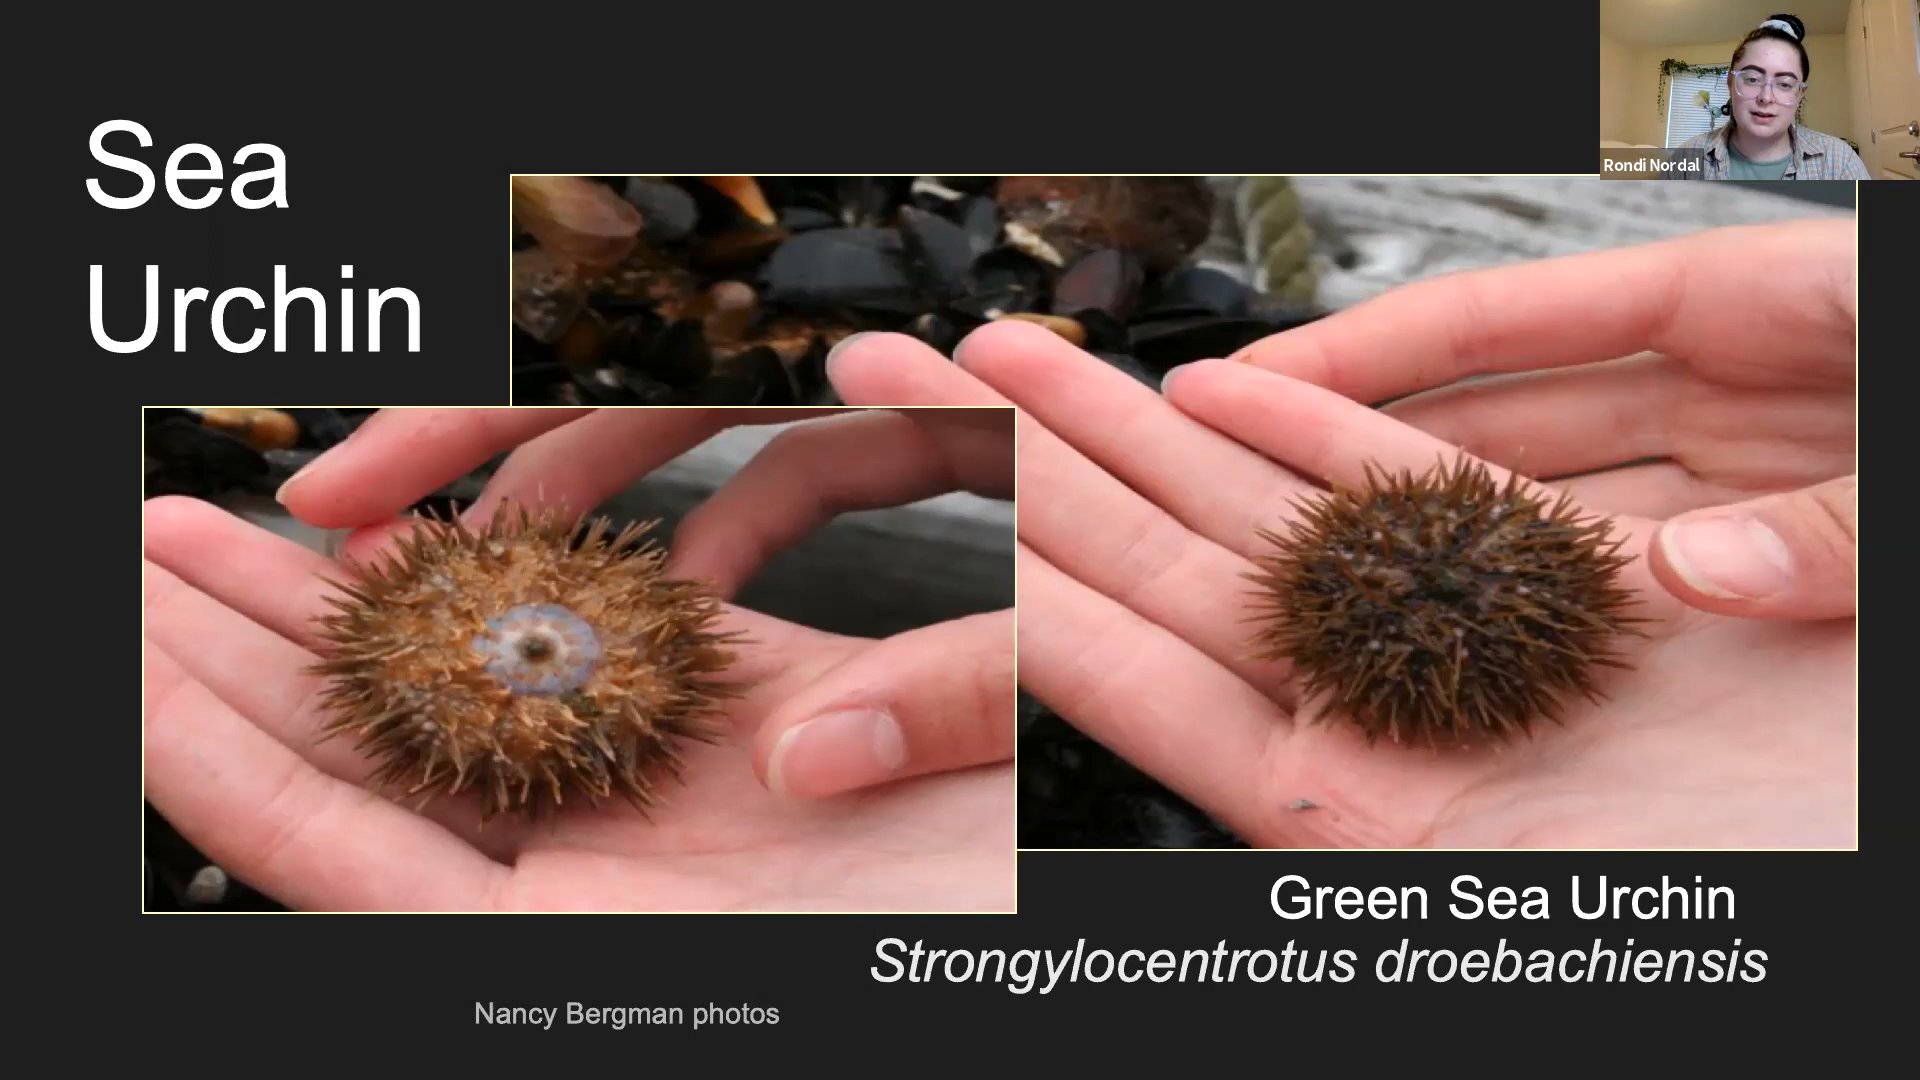 Sea
Urchin
Rondi Nordal
Green Sea Urchin
Strongylocentrotus droebachiensis
Nancy Bergman photos